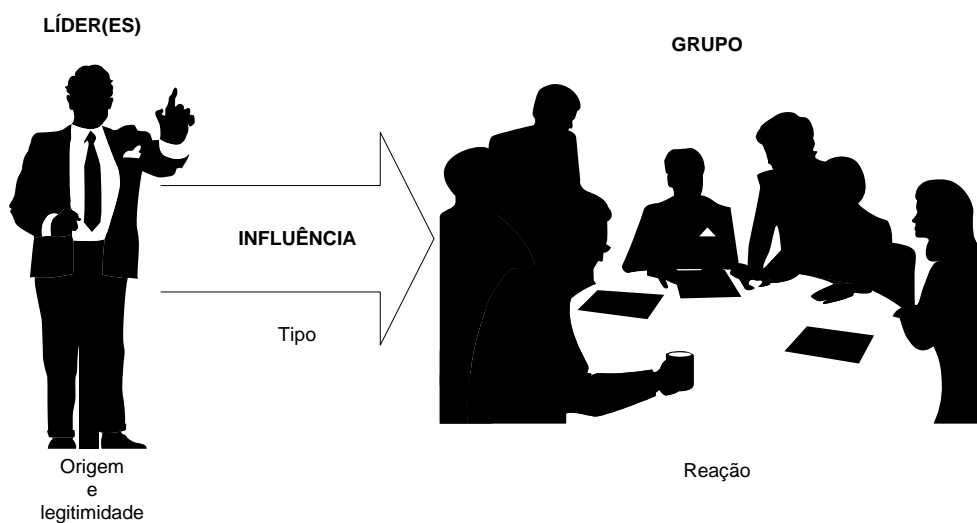 LÍDER(ES)
GRUPO
INFLUÊNCIA
Tipo
Origem
e
legitimidade
Reação